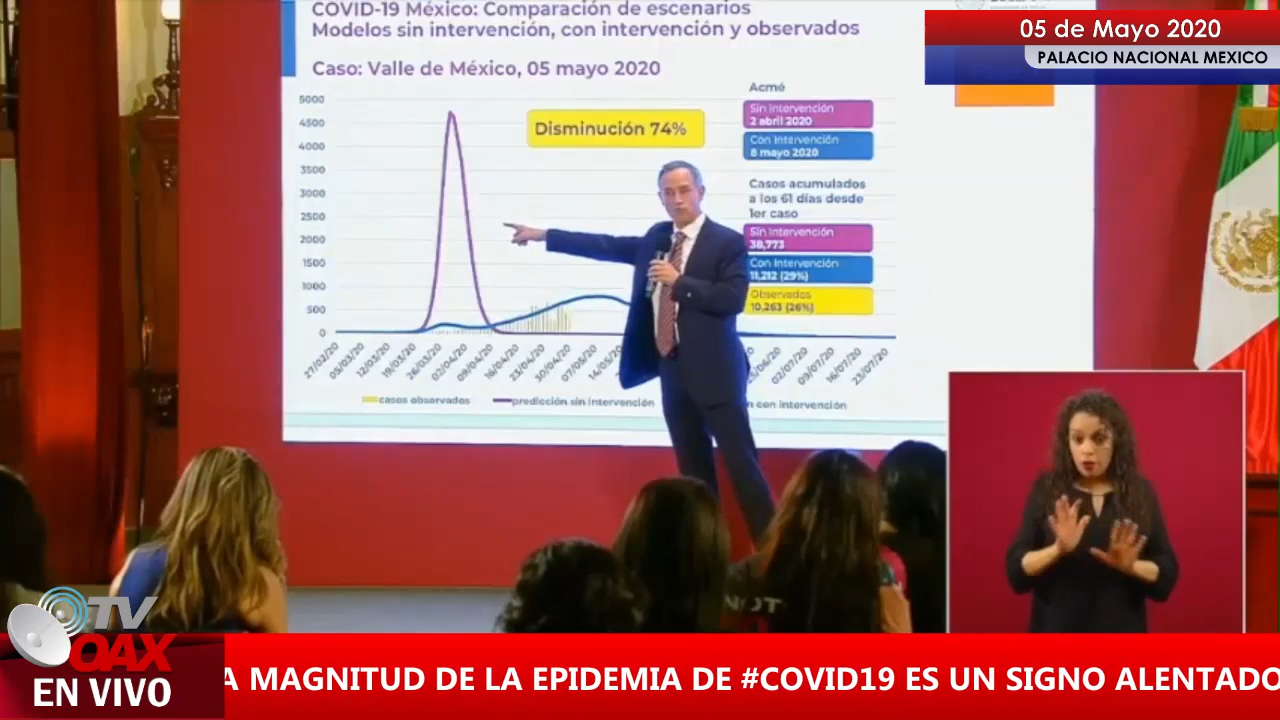 COVID-19 México: Comparación de escenarios
Modelos sin intervención, con intervención y observados
Caso: Valle de México, 05 mayo 2020
05 de Mayo 2020
PALACIO NACIONAL MEXICO
5000
4500
4000
3500
3000
2500
2000
1500
1000
500
0
Disminución 74%
Acmé
Sin Intervención
2 abril 2020
Con Intervención
8 mayo 2020
Casos acumulados
a los 61 días desde
1er caso
Sin Intervención
38,773
Con Intervención
11,212 (29%)
Observados
10,263 (26%)
27/02/20
05/03/20
12/03/20
19/03/20
26/03/20
02/04/20
09/04/20
16/04/20
23/04/20
30/04/20
07/05/20
14/05/20
25/06/20
02/07/20
09/07/20
16/07/20
23/07/20
casos observados
predicción sin intervención
n con intervención
TV
OAX
EN VIVO
A MAGNITUD DE LA EPIDEMIA DE #COVID19 ES UN SIGNO ALENTADO